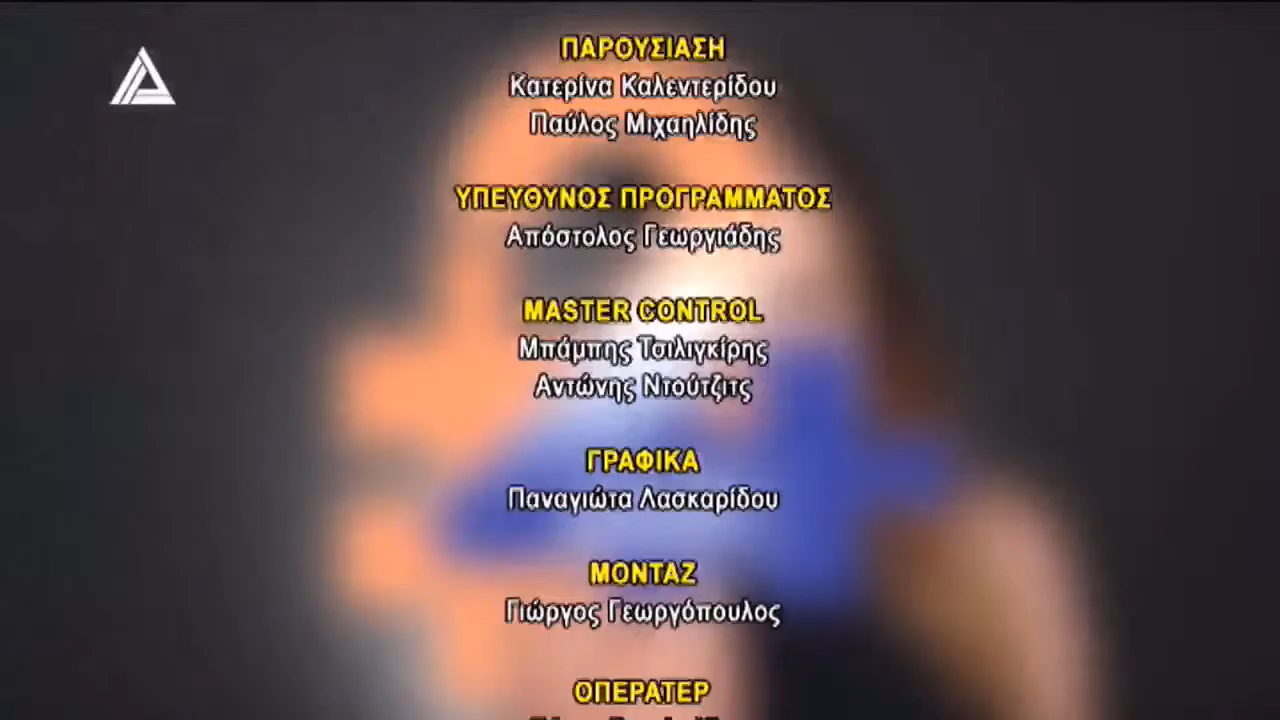 ΠΑΡΟΥΣΙΑΣΗ
Κατερίνα Καλεντερίδου
Παύλος Μιχαηλίδης
ΥΠΕΥΘΥΝΟΣ ΠΡΟΓΡΑΜΜΑΤΟΣ
Απόστολος Γεωργιάδης
MASTER CONTROL
Μπάμπης Τσιλιγκίρης
Αντώνης Ντούτζιτς
ΓΡΑΦΙΚΑ
Παναγιώτα Λασκαρίδου
ΜΟΝΤΑΖ
Γιώργος Γεωργόπουλος
ΟΠΕΡΑΤΕΡ